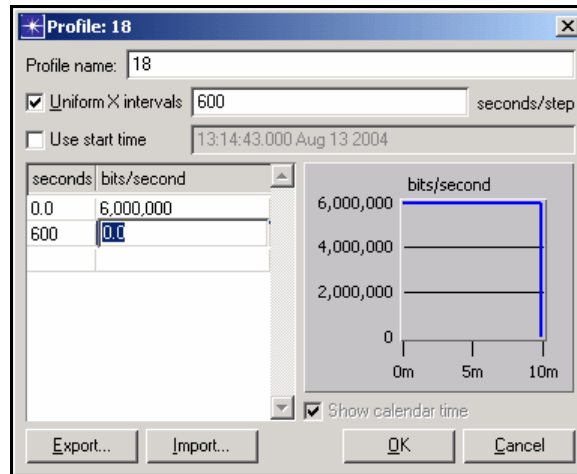 Profile: 18
Profile name: 18
Uniform X intervals 600 seconds/step
Use start time 13:14:43.000 Aug 13 2004
seconds bits/second
0.0 6,000,000
600 0.0
bits/second
6,000,000
4,000,000
2,000,000
0
0m 5m 10m
Show calendar time
Export... Import... OK Cancel